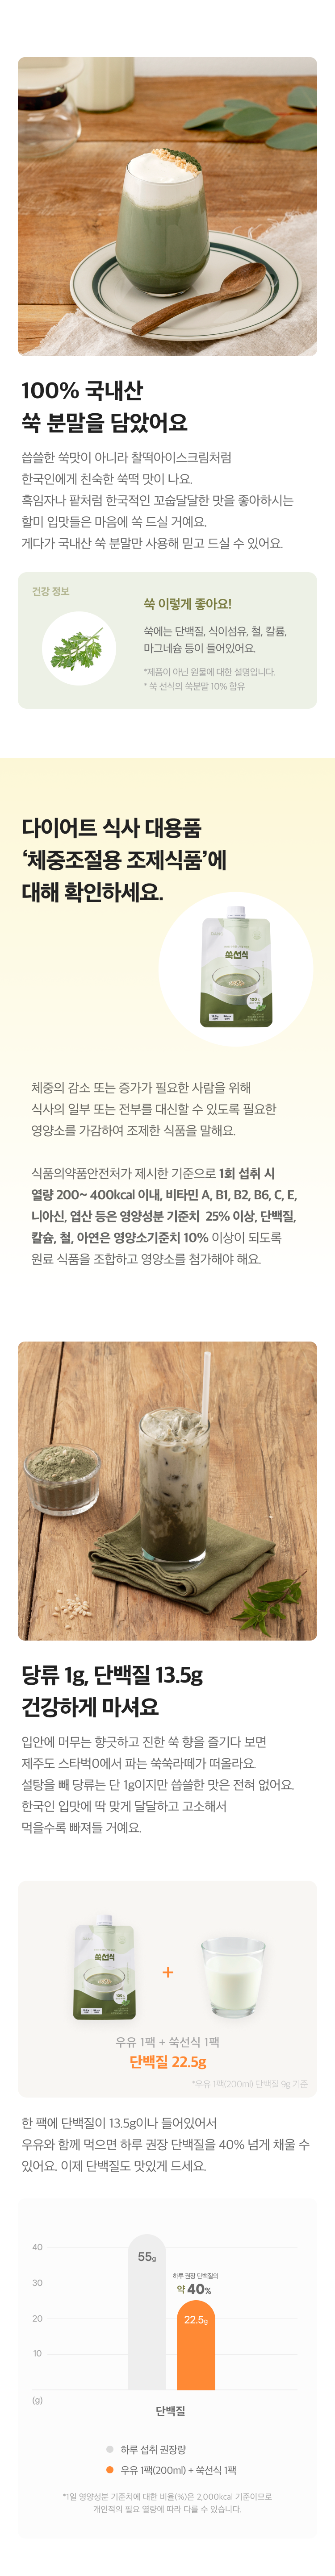 100% 국내산
쑥 분말을 담았어요
씁쓸한 쑥맛이 아니라 찰떡아이스크림처럼
한국인에게 친숙한 쑥떡 맛이 나요.
흑임자나 팥처럼 한국적인 꼬숩달달한 맛을 좋아하시는
할미 입맛들은 마음에 쏙 드실 거예요.
게다가 국내산 쑥 분말만 사용해 믿고 드실 수 있어요.
건강 정보
쑥 이렇게 좋아요!
쑥에는 단백질, 식이섬유, 철, 칼륨,
마그네슘 등이 들어있어요.
*제품이 아닌 원물에 대한 설명입니다.
* 쑥 선식의 쑥분말 10% 함유
다이어트 식사 대용품
‘체중조절용 조제식품’에
대해 확인하세요.
쑥선식
100%
체중의 감소 또는 증가가 필요한 사람을 위해
식사의 일부 또는 전부를 대신할 수 있도록 필요한
영양소를 가감하여 조제한 식품을 말해요.
식품의약품안전처가 제시한 기준으로 1회 섭취 시
열량 200~ 400kcal 이내, 비타민 A, B1, B2, B6, C, E,
니아신, 엽산 등은 영양성분 기준치 25% 이상, 단백질,
칼슘, 철, 아연은 영양소기준치 10% 이상이 되도록
원료 식품을 조합하고 영양소를 첨가해야 해요.
당류 1g, 단백질 13.5g
건강하게 마셔요
입안에 머무는 향긋하고 진한 쑥 향을 즐기다 보면
제주도 스타벅0에서 파는 쑥쑥라떼가 떠올라요.
설탕을 빼 당류는 단 1g이지만 씁쓸한 맛은 전혀 없어요.
한국인 입맛에 딱 맞게 달달하고 고소해서
먹을수록 빠져들 거예요.
쑥선식
+
우유 1팩 + 쑥선식 1팩
단백질 22.5g
*우유 1팩(200ml) 단백질 9g 기준
한 팩에 단백질이 13.5g이나 들어있어서
우유와 함께 먹으면 하루 권장 단백질을 40% 넘게 채울 수
있어요. 이제 단백질도 맛있게 드세요.
40
30
20
10
(g)
55g
하루 권장 단백질의
약 40%
22.5g
단백질
하루 섭취 권장량
우유 1팩(200ml) + 쑥선식 1팩
*1일 영양성분 기준치에 대한 비율(%)은 2,000kcal 기준이므로
개인적의 필요 열량에 따라 다를 수 있습니다.